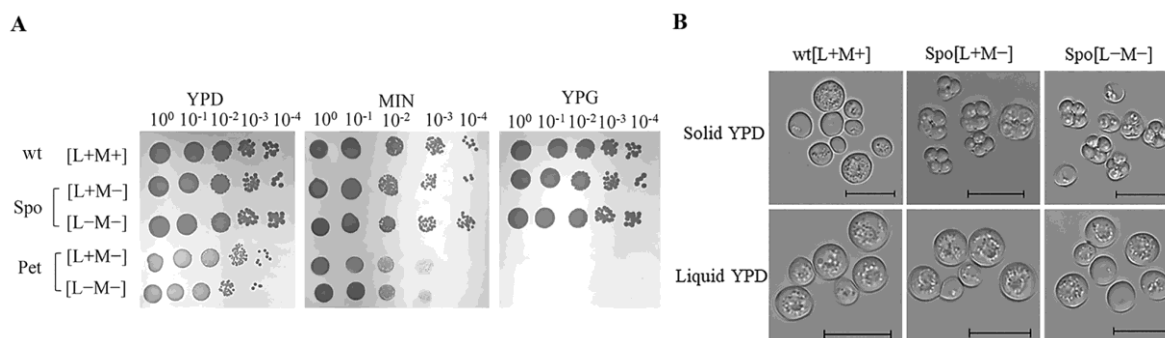 A
YPD MIN YPG
10⁰ 10⁻¹ 10⁻² 10⁻³ 10⁻⁴ 10⁰ 10⁻¹ 10⁻² 10⁻³ 10⁻⁴ 10⁰ 10⁻¹ 10⁻² 10⁻³ 10⁻⁴
wt [L+M+]
Spo
[L+M−]
[L−M−]
Pet
[L+M−]
[L−M−]
B
wt[L+M+] Spo[L+M−] Spo[L−M−]
Solid YPD
Liquid YPD